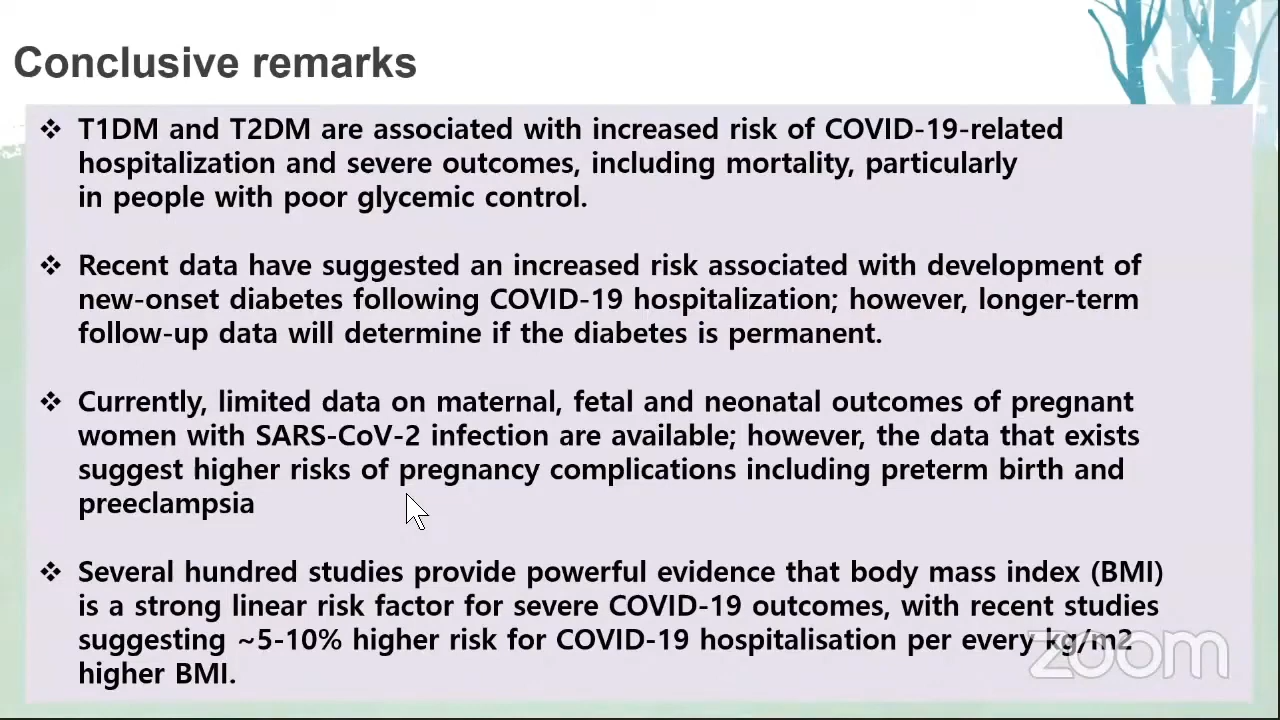 Conclusive remarks
❖ T1DM and T2DM are associated with increased risk of COVID-19-related
hospitalization and severe outcomes, including mortality, particularly
in people with poor glycemic control.
❖ Recent data have suggested an increased risk associated with development of
new-onset diabetes following COVID-19 hospitalization; however, longer-term
follow-up data will determine if the diabetes is permanent.
❖ Currently, limited data on maternal, fetal and neonatal outcomes of pregnant
women with SARS-CoV-2 infection are available; however, the data that exists
suggest higher risks of pregnancy complications including preterm birth and
preeclampsia
❖ Several hundred studies provide powerful evidence that body mass index (BMI)
is a strong linear risk factor for severe COVID-19 outcomes, with recent studies
suggesting ~5-10% higher risk for COVID-19 hospitalisation per every kg/m2
higher BMI.
zoom